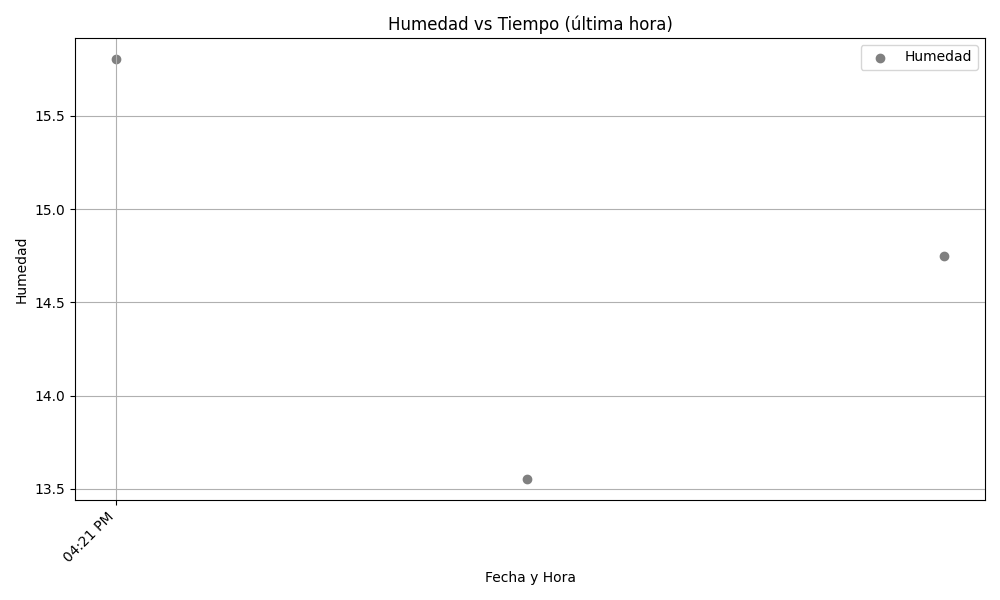 Humedad vs Tiempo (última hora)
Humedad
15.5
15.0
14.5
14.0
13.5
Humedad
04:21 PM
Fecha y Hora